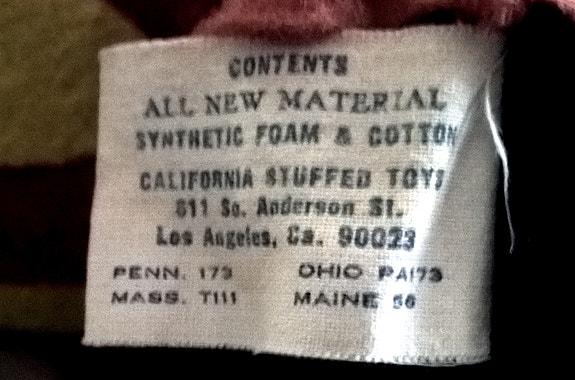 CONTENTS
ALL NEW MATERIAL
SYNTHETIC FOAM & COTTON
CALIFORNIA STUFFED TOYS
611 So. Anderson St.
Los Angeles, Ca. 90023
PENN. 173 OHIO PA173
MASS. T111 MAINE 56